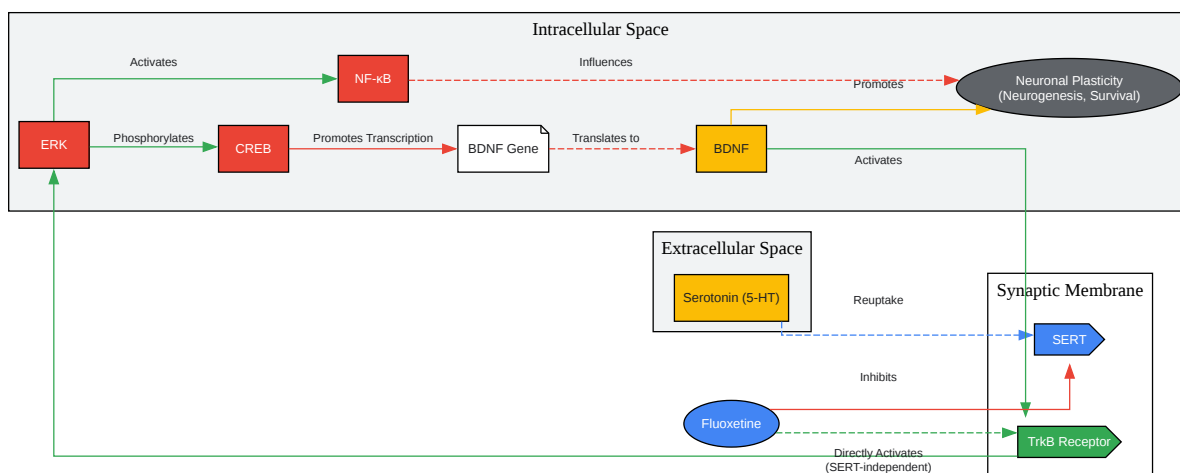 Intracellular Space
Activates
NF-κB
Influences
Neuronal Plasticity
(Neurogenesis, Survival)
Promotes
ERK
Phosphorylates
CREB
Promotes Transcription
BDNF Gene
Translates to
BDNF
Activates
Extracellular Space
Serotonin (5-HT)
Reuptake
Synaptic Membrane
SERT
Inhibits
Fluoxetine
TrkB Receptor
Directly Activates
(SERT-independent)